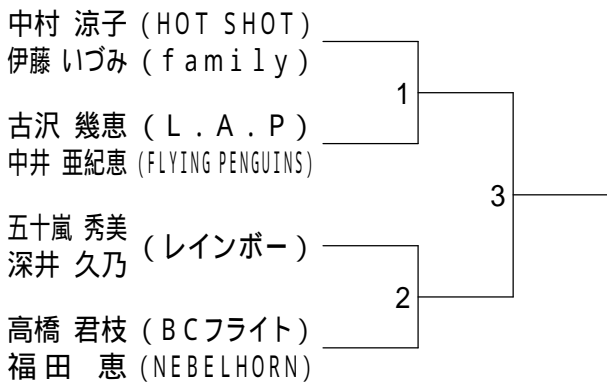 中村 涼子 (HOT SHOT)
伊藤 いづみ (family)
1
古沢 幾恵 (L.A.P)
中井 亜紀恵 (FLYING PENGUINS)
3
五十嵐 秀美
深井 久乃
(レインボー)
2
高橋 君枝 (BCフライト)
福田 恵 (NEBELHORN)